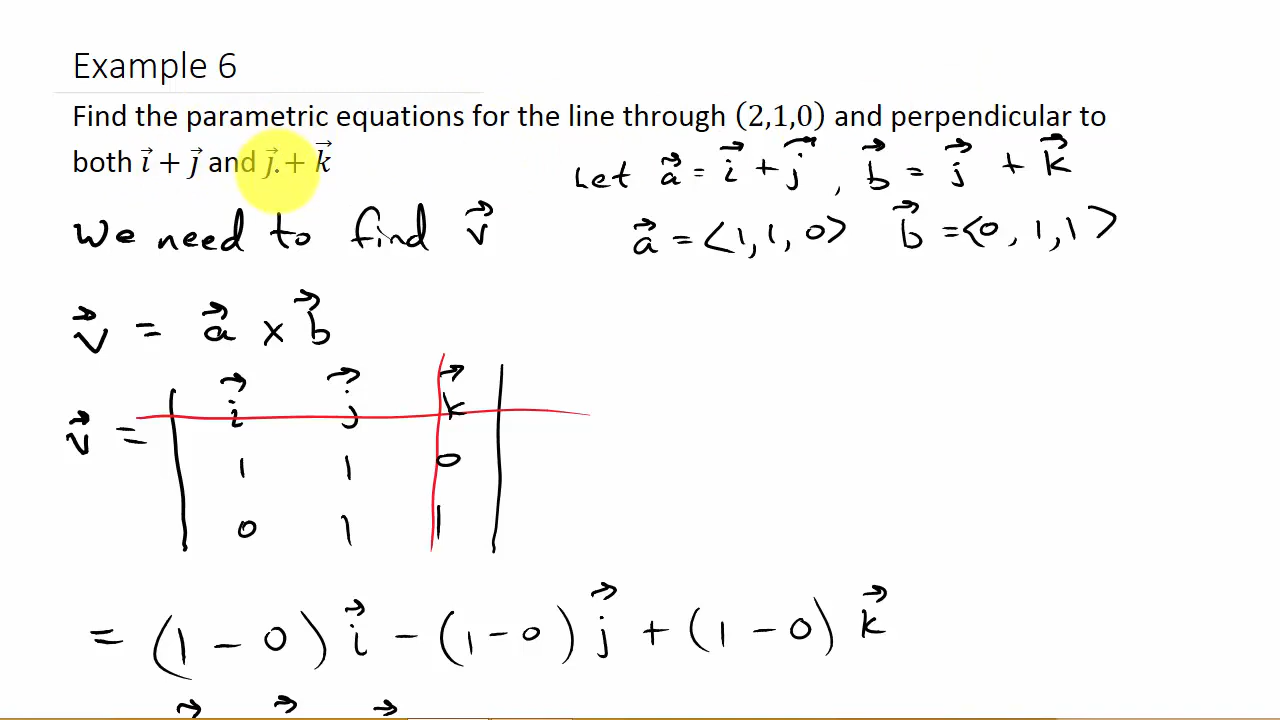 Example 6
Find the parametric equations for the line through (2,1,0) and perpendicular to
both i⃗ + j⃗ and j⃗ + k⃗
Let a⃗ = i⃗ + j⃗ , b⃗ = j⃗ + k⃗
a⃗ = <1, 1, 0> b⃗ = <0, 1, 1>
We need to find v⃗
v⃗ = a⃗ × b⃗
v⃗ = | i⃗ j⃗ k⃗ |
1 1 0
0 1 1
= (1 - 0) i⃗ - (1 - 0) j⃗ + (1 - 0) k⃗